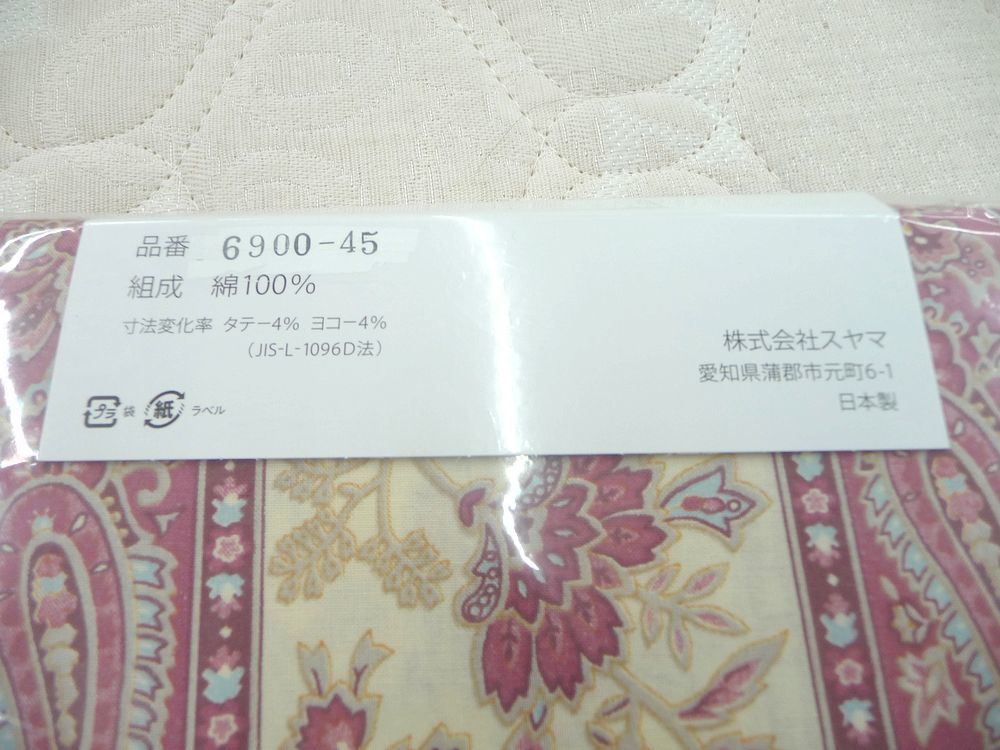 品番 6900-45
組成 綿100%
寸法変化率 タテー4% ヨコー4%
(JIS-L-1096D法)
プラ 袋 紙 ラベル
株式会社スヤマ
愛知県蒲郡市元町6-1
日本製